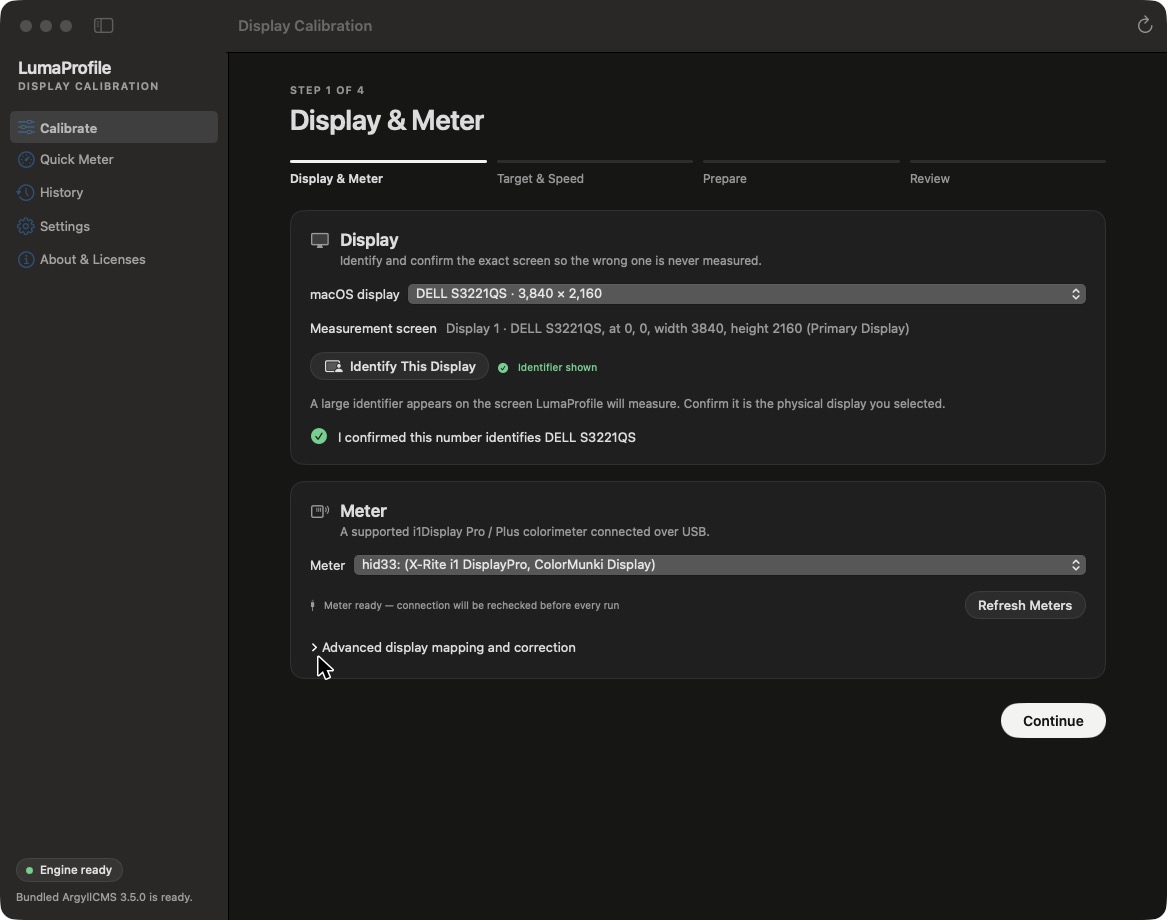 Display Calibration
LumaProfile
DISPLAY CALIBRATION
Calibrate
Quick Meter
History
Settings
About & Licenses
Engine ready
Bundled ArgyllCMS 3.5.0 is ready.
STEP 1 OF 4
Display & Meter
Display & Meter
Target & Speed
Prepare
Review
Display
Identify and confirm the exact screen so the wrong one is never measured.
macOS display DELL S3221QS · 3,840 × 2,160
Measurement screen Display 1 · DELL S3221QS, at 0, 0, width 3840, height 2160 (Primary Display)
Identify This Display Identifier shown
A large identifier appears on the screen LumaProfile will measure. Confirm it is the physical display you selected.
I confirmed this number identifies DELL S3221QS
Meter
A supported i1Display Pro / Plus colorimeter connected over USB.
Meter hid33: (X-Rite i1 DisplayPro, ColorMunki Display)
Meter ready — connection will be rechecked before every run
Refresh Meters
Advanced display mapping and correction
Continue